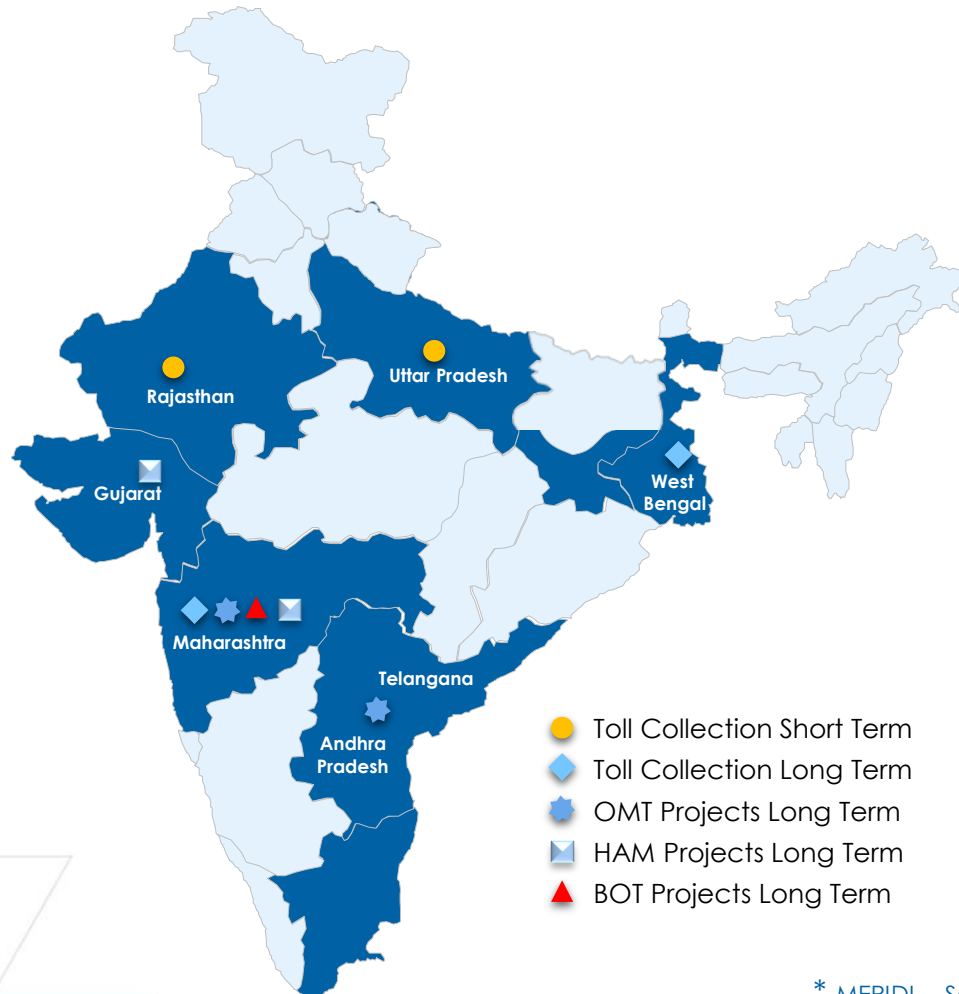 Rajasthan
Uttar Pradesh
Gujarat
West
Bengal
Maharashtra
Telangana
Andhra
Pradesh
Toll Collection Short Term
Toll Collection Long Term
OMT Projects Long Term
HAM Projects Long Term
BOT Projects Long Term
*